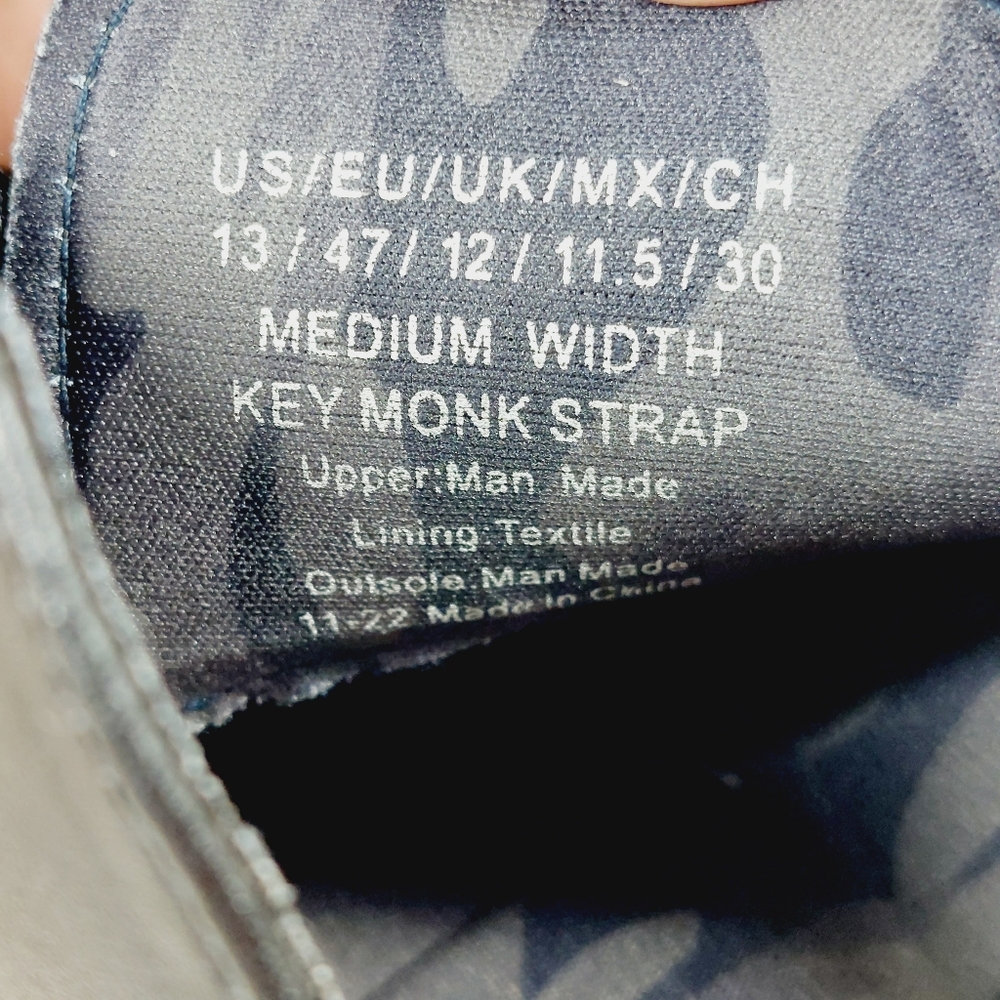 US/EU/UK/MX/CH
13 / 47 / 12 / 11.5 / 30
MEDIUM WIDTH
KEY MONK STRAP
Upper:Man Made
Lining:Textile
Outsole:Man Made
11-22 Made in China